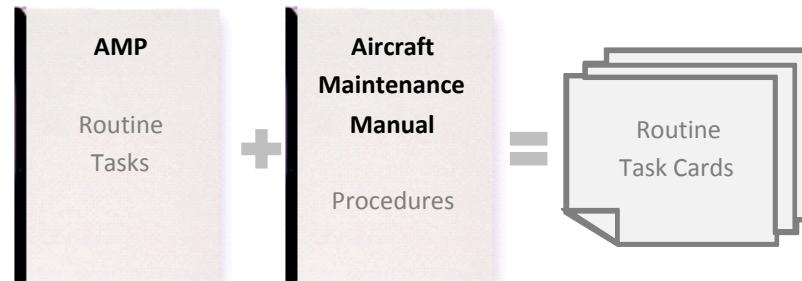 AMP
Routine
Tasks
Aircraft
Maintenance
Manual
Procedures
Routine
Task Cards